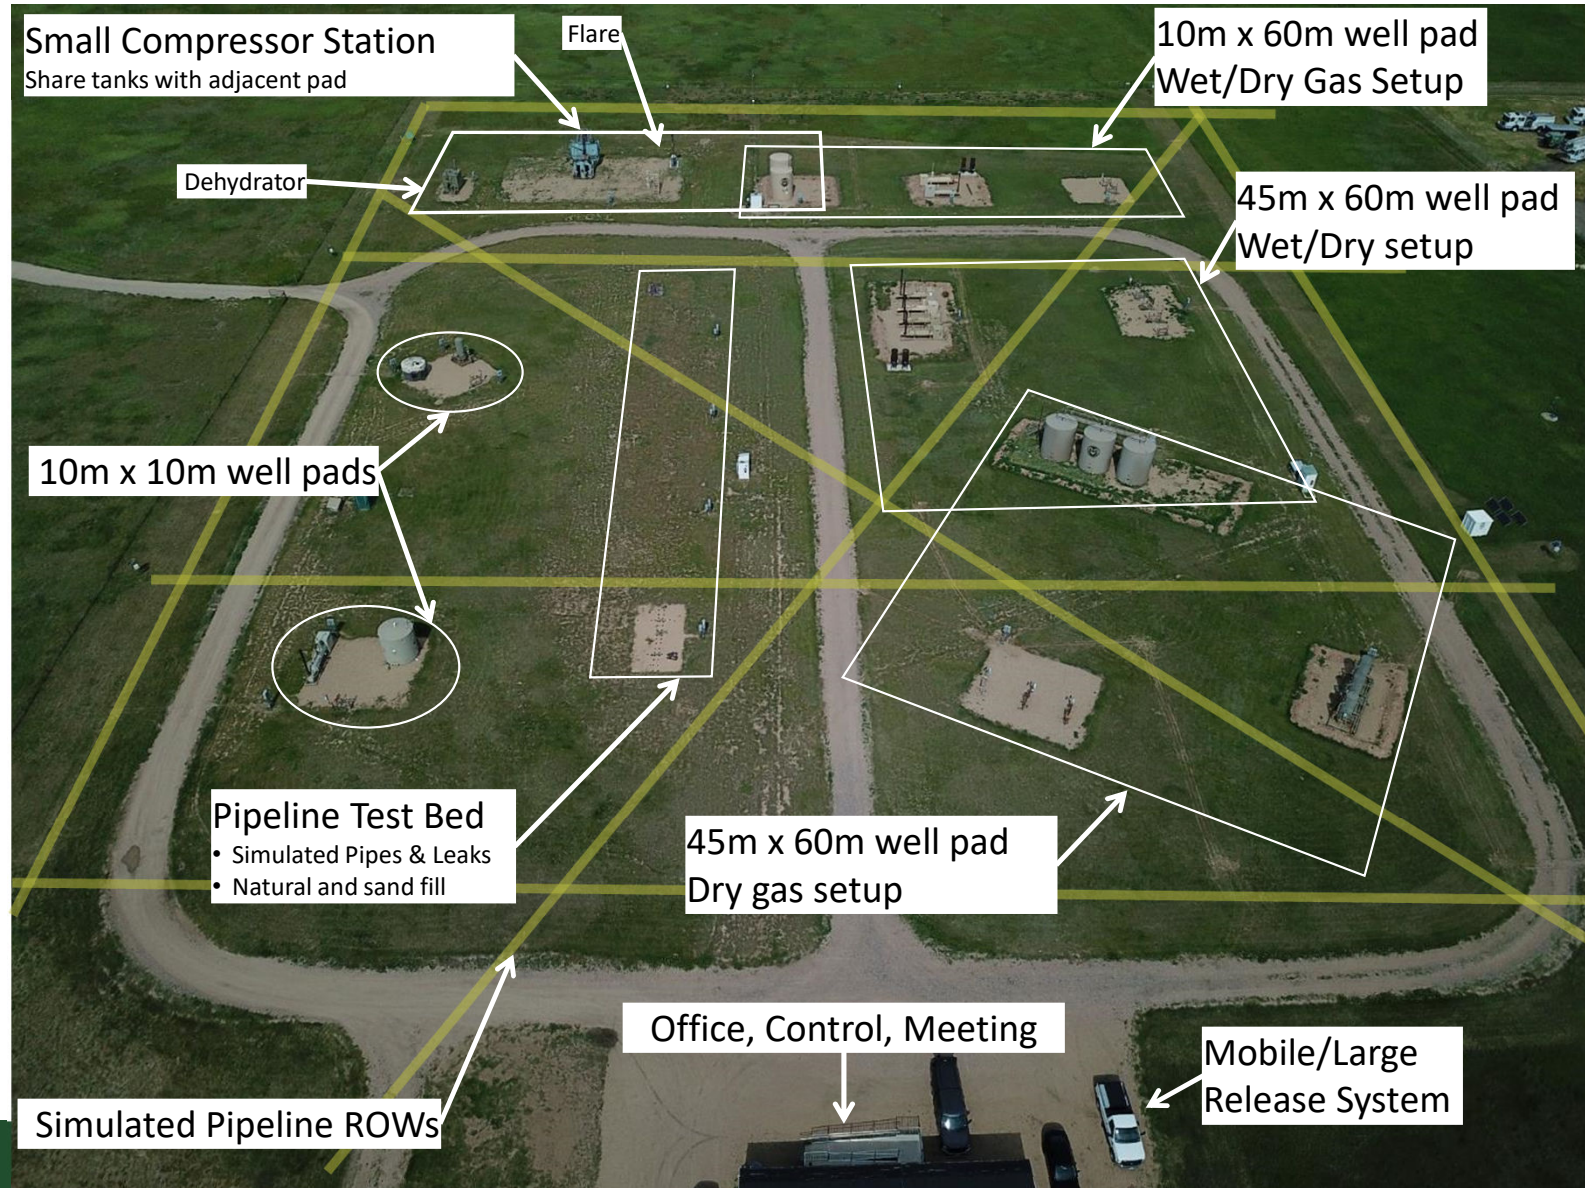 Small Compressor Station
Share tanks with adjacent pad
Flare
10m x 60m well pad
Wet/Dry Gas Setup
Dehydrator
45m x 60m well pad
Wet/Dry setup
10m x 10m well pads
Pipeline Test Bed
• Simulated Pipes & Leaks
• Natural and sand fill
45m x 60m well pad
Dry gas setup
Office, Control, Meeting
Mobile/Large
Release System
Simulated Pipeline ROWs